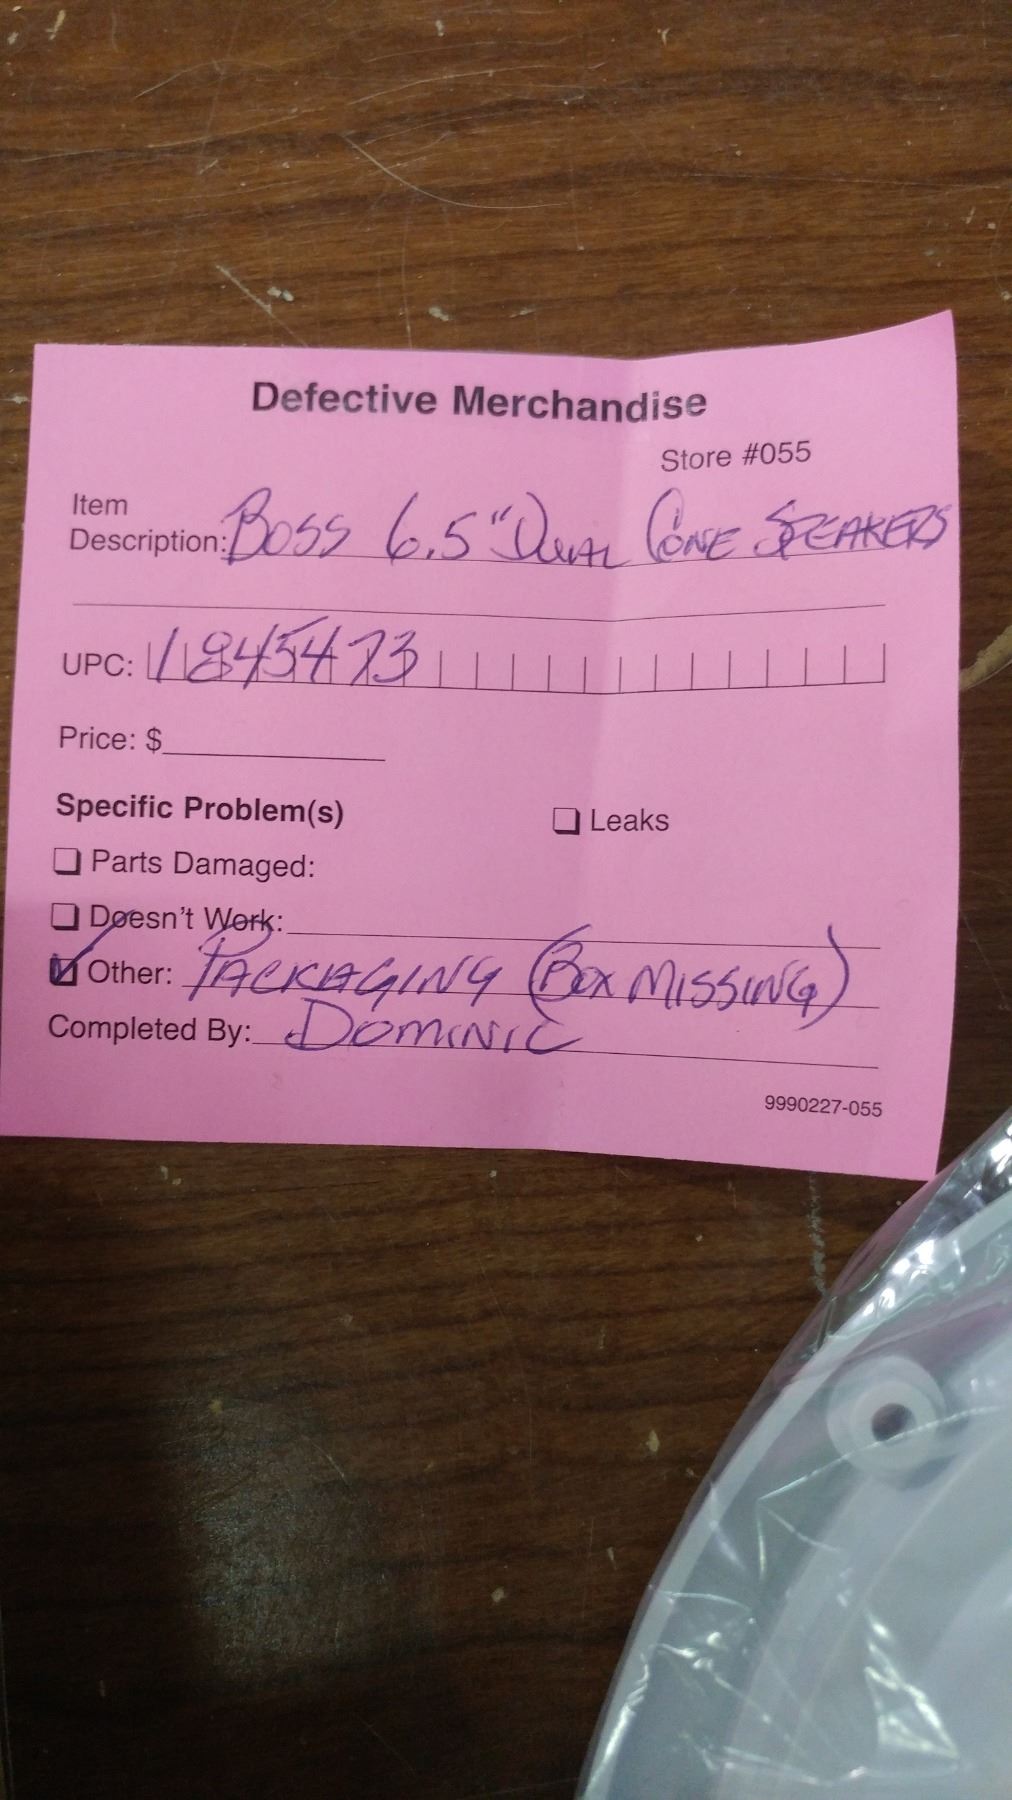 Defective Merchandise
Store #055
Item
Description: BOSS 6.5" DUAL CONE SPEAKERS
UPC: 1845473
Price: $
Specific Problem(s)
❑ Leaks
❑ Parts Damaged:
❑ Doesn't Work:
☑ Other: PACKAGING (BOX MISSING)
Completed By: DOMINIC
9990227-055